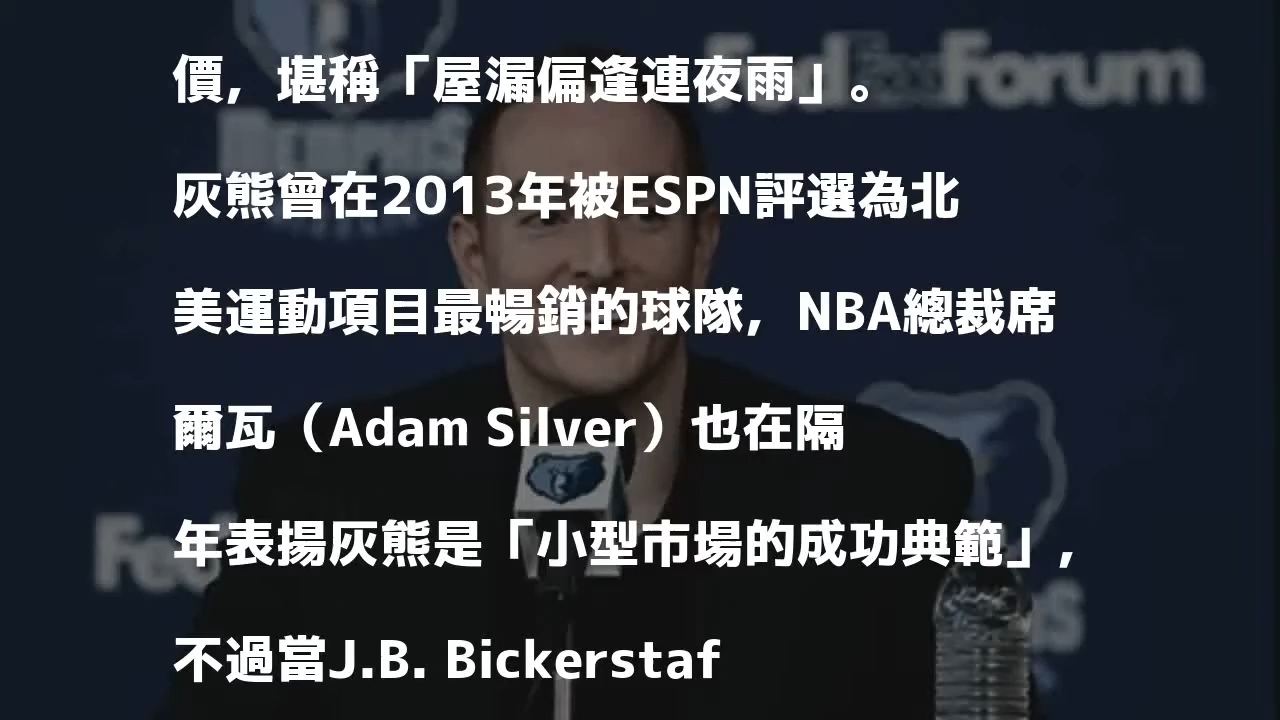 價，堪稱「屋漏偏逢連夜雨」。
FedExForum
MEMPHIS
灰熊曾在2013年被ESPN評選為北
美運動項目最暢銷的球隊，NBA總裁席
爾瓦（Adam Silver）也在隔
年表揚灰熊是「小型市場的成功典範」，
Fed
不過當J.B. Bickerstaf